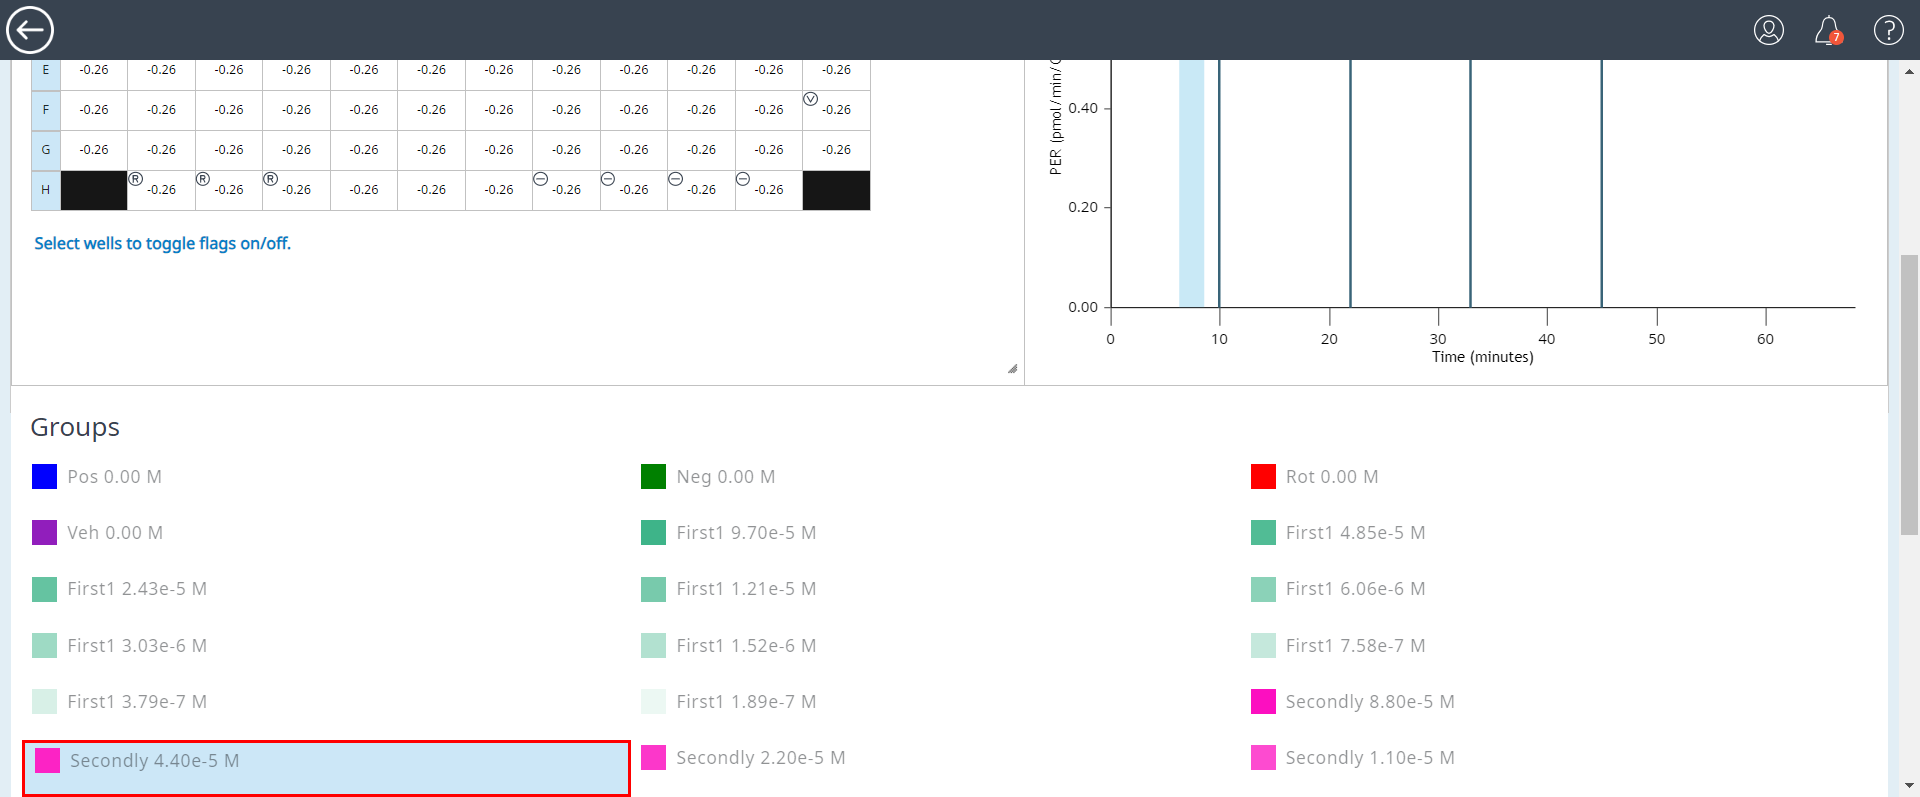 7 ?
E -0.26 -0.26 -0.26 -0.26 -0.26 -0.26 -0.26 -0.26 -0.26 -0.26 -0.26 -0.26
F -0.26 -0.26 -0.26 -0.26 -0.26 -0.26 -0.26 -0.26 -0.26 -0.26 -0.26 V -0.26
G -0.26 -0.26 -0.26 -0.26 -0.26 -0.26 -0.26 -0.26 -0.26 -0.26 -0.26 -0.26
H R -0.26 R -0.26 R -0.26 -0.26 -0.26 -0.26 -0.26 -0.26 -0.26 -0.26
Select wells to toggle flags on/off.
PER (pmol/min/
0.40
0.20
0.00
0 10 20 30 40 50 60
Time (minutes)
Groups
Pos 0.00 M
Neg 0.00 M
Rot 0.00 M
Veh 0.00 M
First1 9.70e-5 M
First1 4.85e-5 M
First1 2.43e-5 M
First1 1.21e-5 M
First1 6.06e-6 M
First1 3.03e-6 M
First1 1.52e-6 M
First1 7.58e-7 M
First1 3.79e-7 M
First1 1.89e-7 M
Secondly 8.80e-5 M
Secondly 4.40e-5 M
Secondly 2.20e-5 M
Secondly 1.10e-5 M